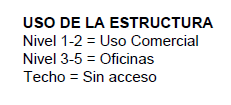 USO DE LA ESTRUCTURA
Nivel 1-2 = Uso Comercial
Nivel 3-5 = Oficinas
Techo = Sin acceso